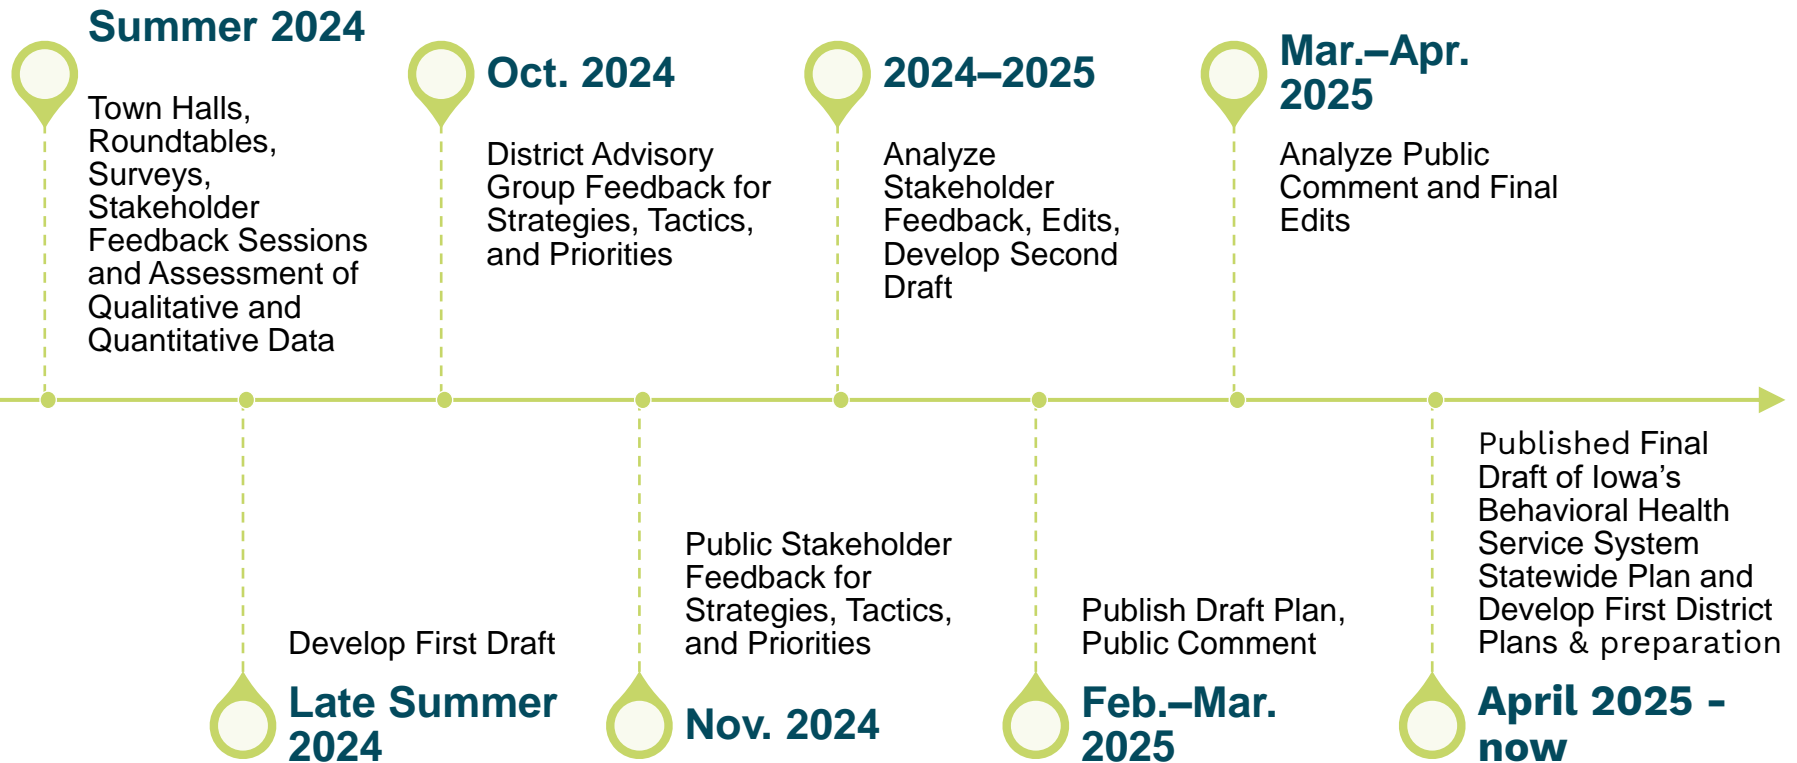 Summer 2024
Town Halls,
Roundtables,
Surveys,
Stakeholder
Feedback Sessions
and Assessment of
Qualitative and
Quantitative Data
Develop First Draft
Late Summer
2024
Oct. 2024
District Advisory
Group Feedback for
Strategies, Tactics,
and Priorities
Public Stakeholder
Feedback for
Strategies, Tactics,
and Priorities
Nov. 2024
2024–2025
Analyze
Stakeholder
Feedback, Edits,
Develop Second
Draft
Publish Draft Plan,
Public Comment
Feb.–Mar.
2025
Mar.–Apr.
2025
Analyze Public
Comment and Final
Edits
Published Final
Draft of Iowa’s
Behavioral Health
Service System
Statewide Plan and
Develop First District
Plans & preparation
April 2025 -
now